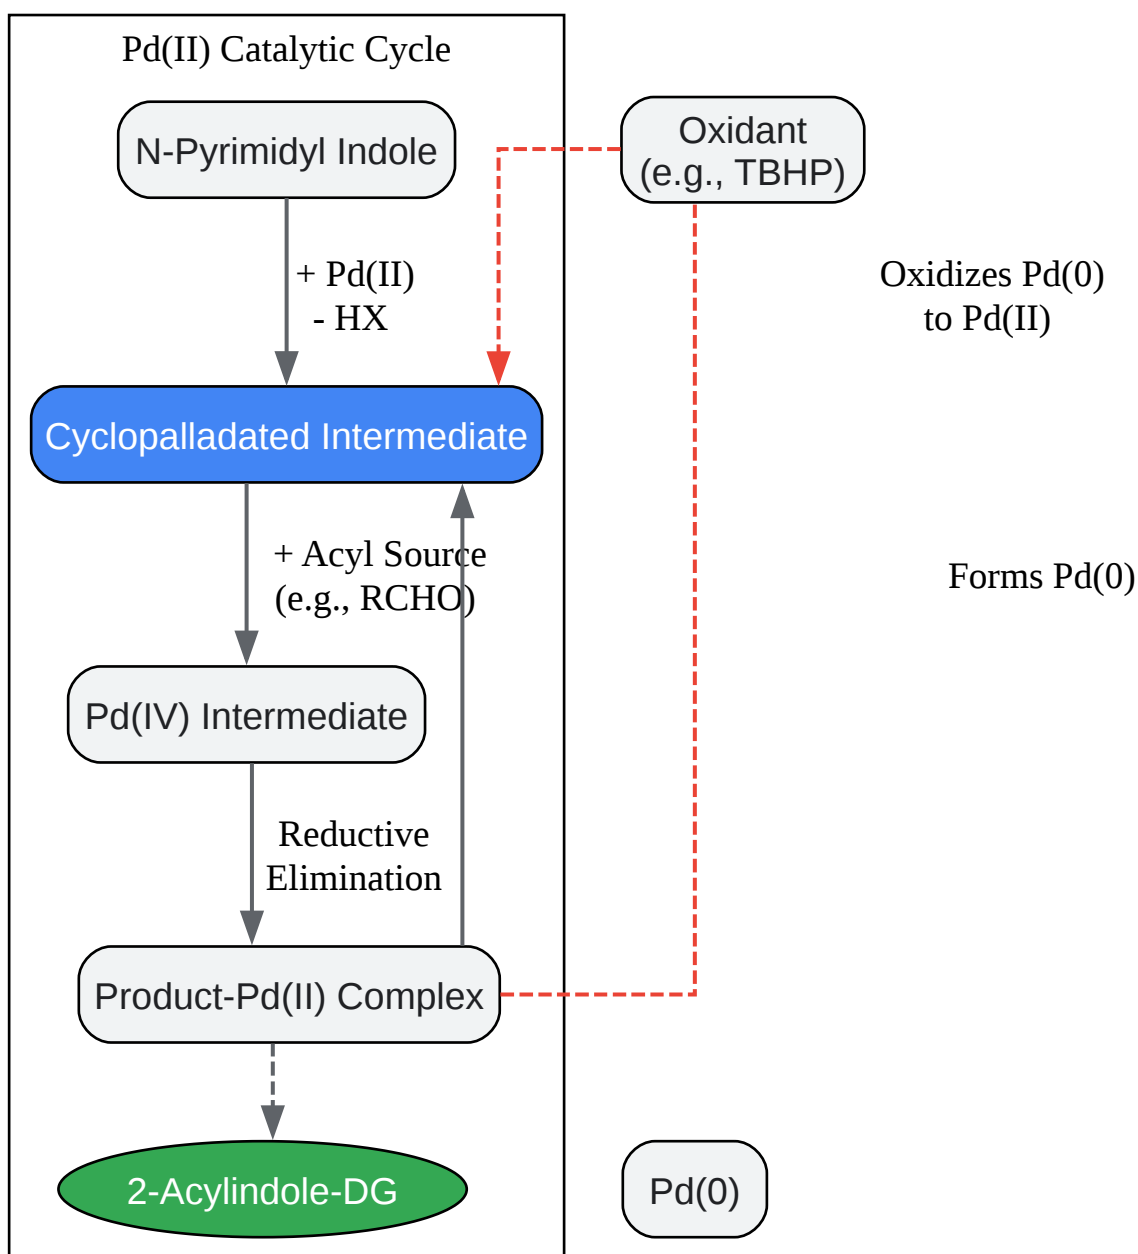 Pd(II) Catalytic Cycle
N-Pyrimidyl Indole
Oxidant
(e.g., TBHP)
+ Pd(II)
- HX
Oxidizes Pd(0)
to Pd(II)
Cyclopalladated Intermediate
+ Acyl Source
(e.g., RCHO)
Forms Pd(0)
Pd(IV) Intermediate
Reductive
Elimination
Product-Pd(II) Complex
2-Acylindole-DG
Pd(0)